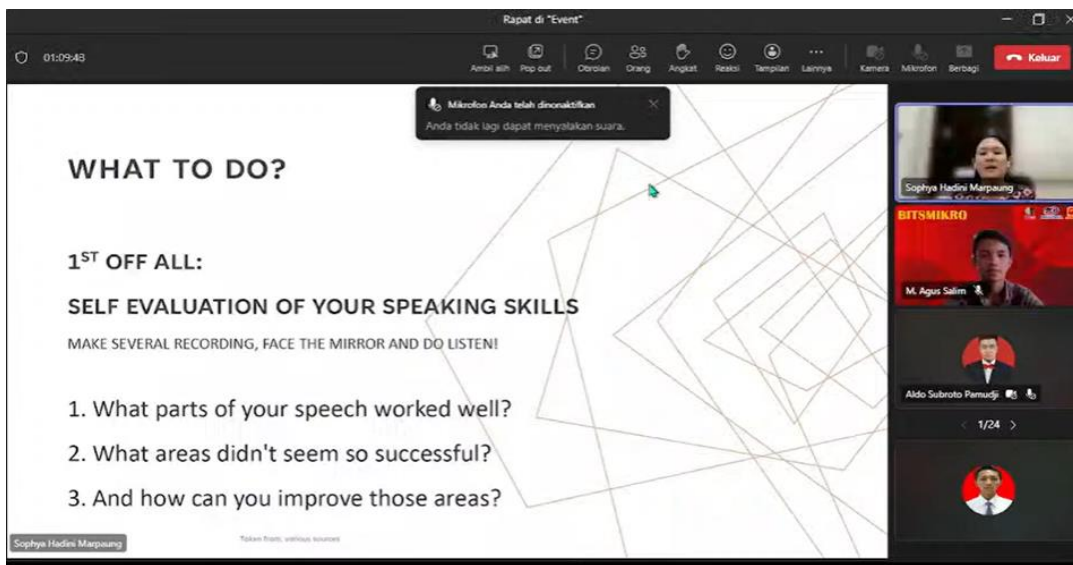 Rapat di "Event"
01:09:48
Ambil alih Pop out Obrolan Orang Angkat Reaksi Tampilan Lainnya Kamera Mikrofon Berbagi Keluar
Mikrofon Anda telah dinonaktifkan
Anda tidak lagi dapat menyalakan suara.
WHAT TO DO?
1ST OFF ALL:
SELF EVALUATION OF YOUR SPEAKING SKILLS
MAKE SEVERAL RECORDING, FACE THE MIRROR AND DO LISTEN!
1. What parts of your speech worked well?
2. What areas didn't seem so successful?
3. And how can you improve those areas?
Taken from, various sources
Sophya Hadini Marpaung
Sophya Hadini Marpaung
BITSMIKRO
M. Agus Salim
Aldo Subroto Pamudji
1/24